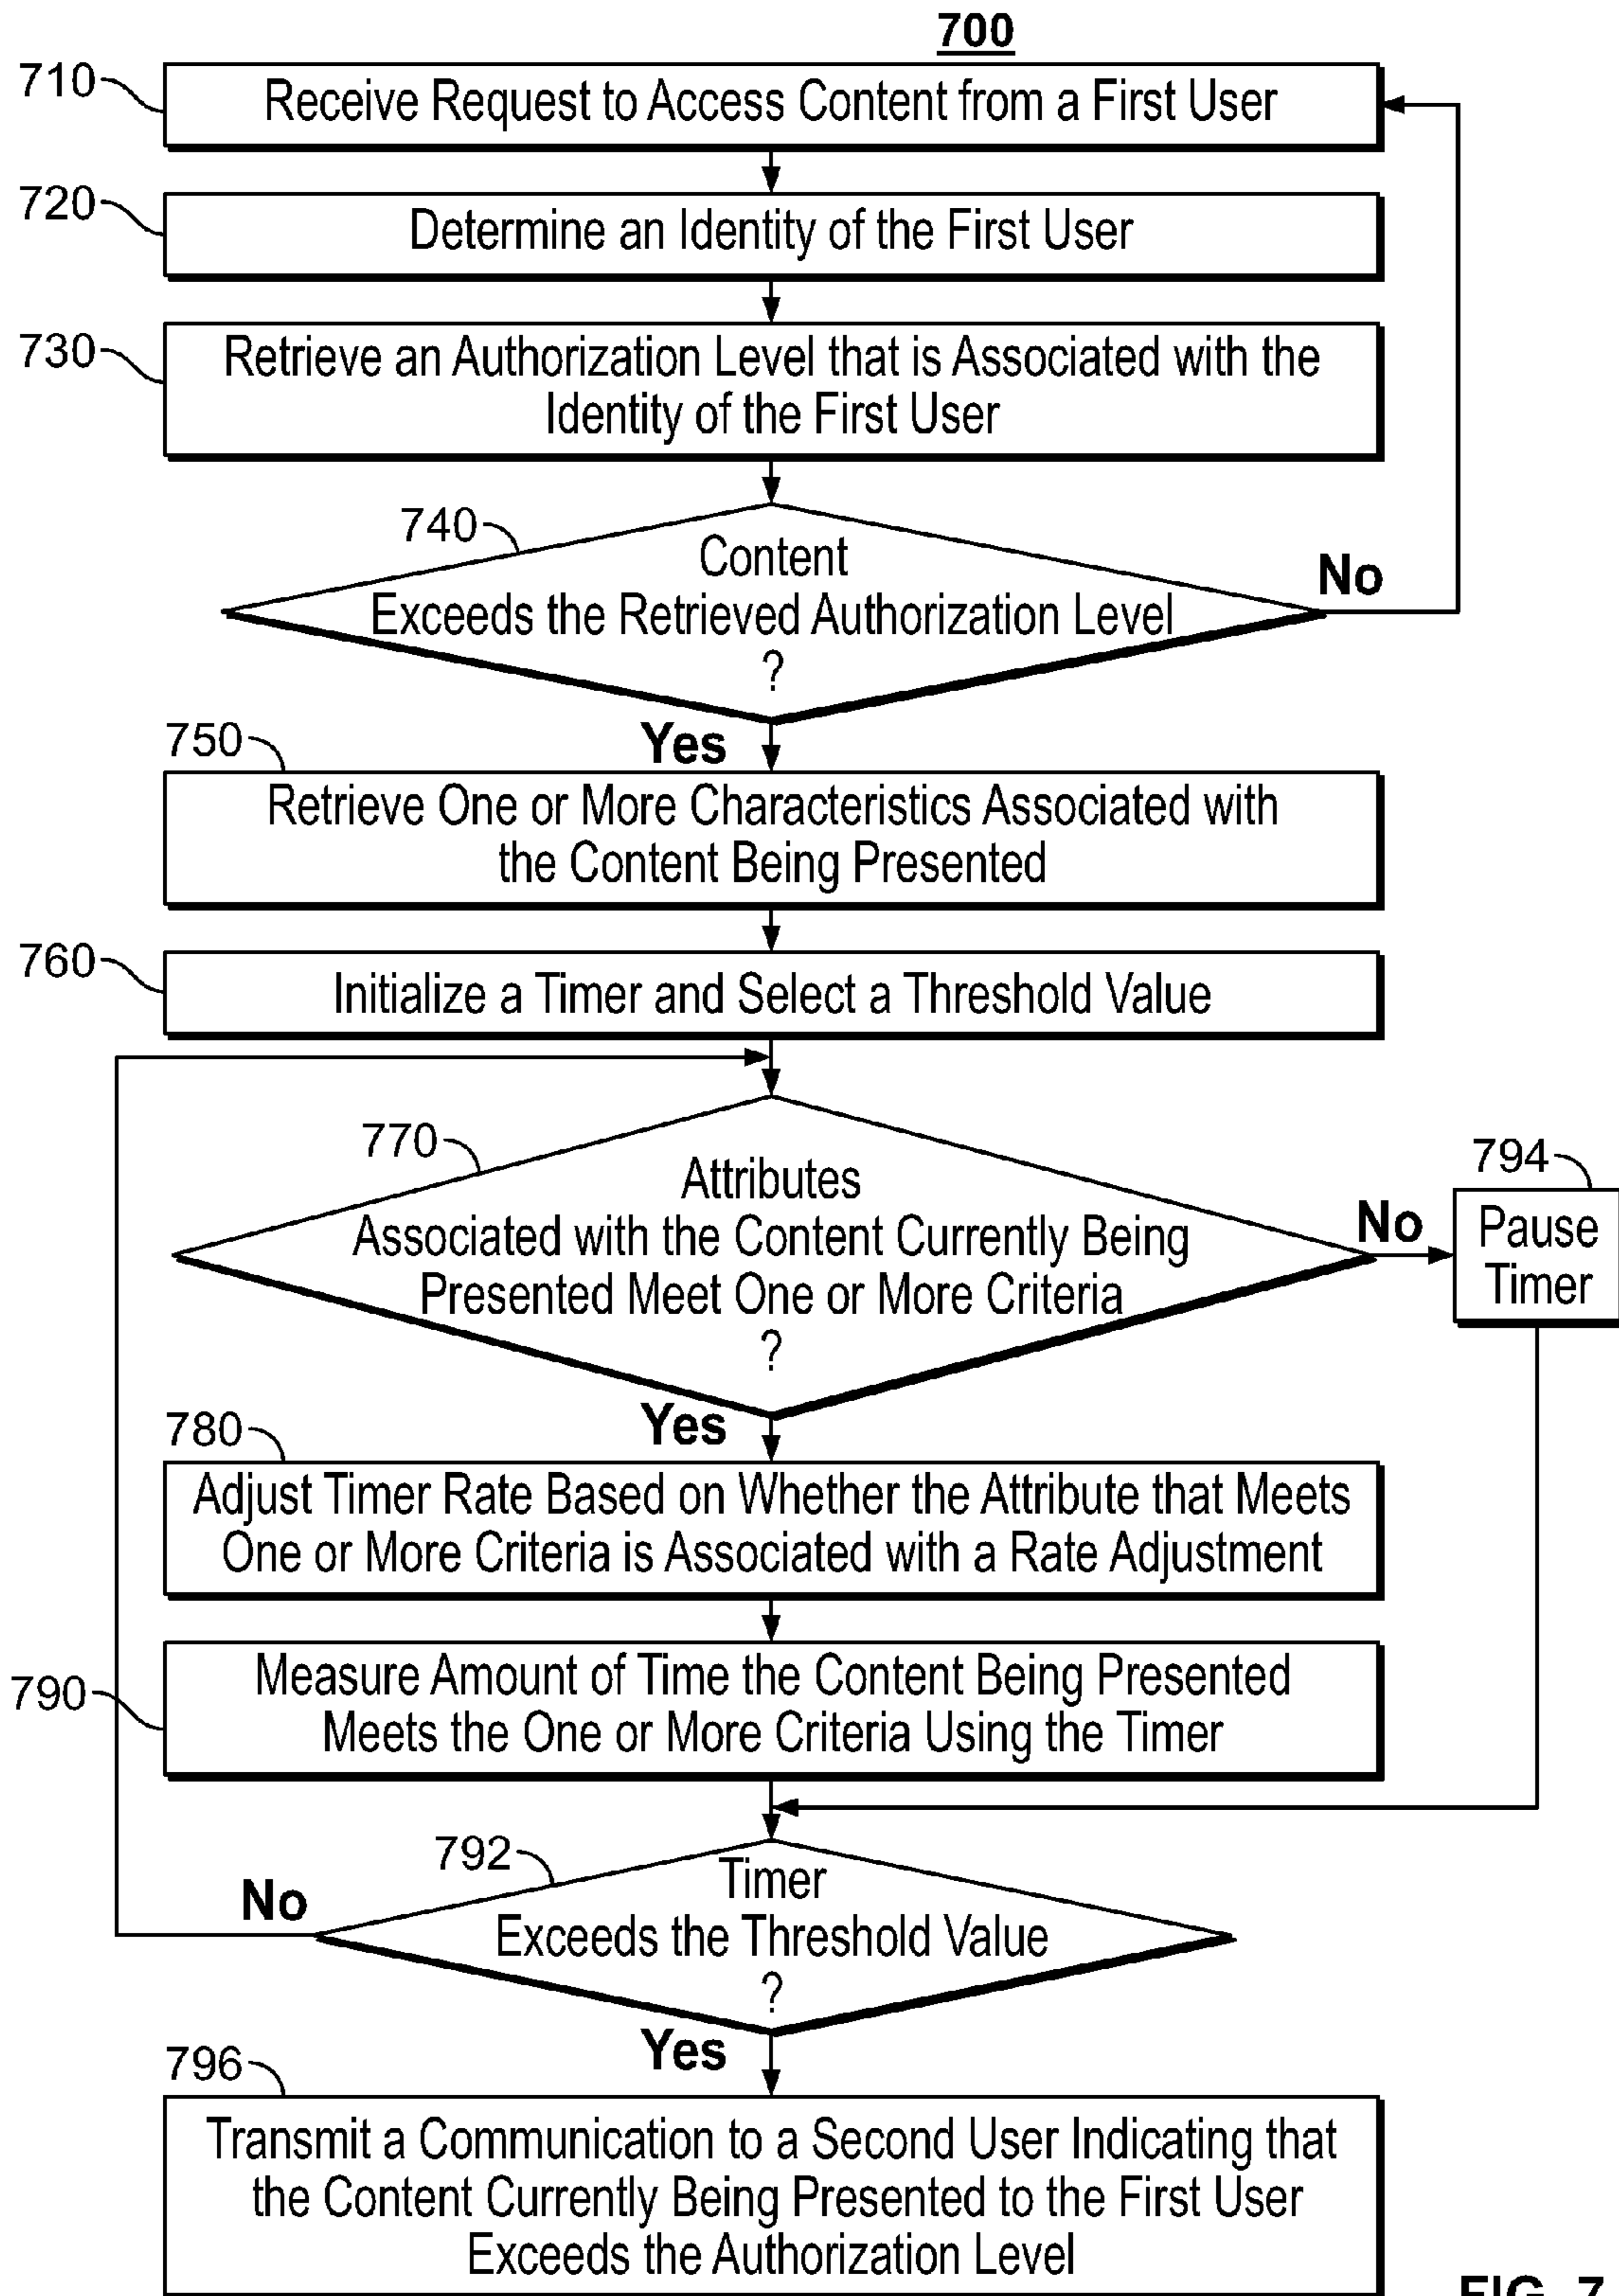 700
710
Receive Request to Access Content from a First User
720
Determine an Identity of the First User
730
Retrieve an Authorization Level that is Associated with the
Identity of the First User
740
Content
Exceeds the Retrieved Authorization Level
?
No
Yes
750
Retrieve One or More Characteristics Associated with
the Content Being Presented
760
Initialize a Timer and Select a Threshold Value
770
Attributes
Associated with the Content Currently Being
Presented Meet One or More Criteria
?
No
794
Pause
Timer
Yes
780
Adjust Timer Rate Based on Whether the Attribute that Meets
One or More Criteria is Associated with a Rate Adjustment
790
Measure Amount of Time the Content Being Presented
Meets the One or More Criteria Using the Timer
792
Timer
Exceeds the Threshold Value
?
No
Yes
796
Transmit a Communication to a Second User Indicating that
the Content Currently Being Presented to the First User
Exceeds the Authorization Level
FIG. 7